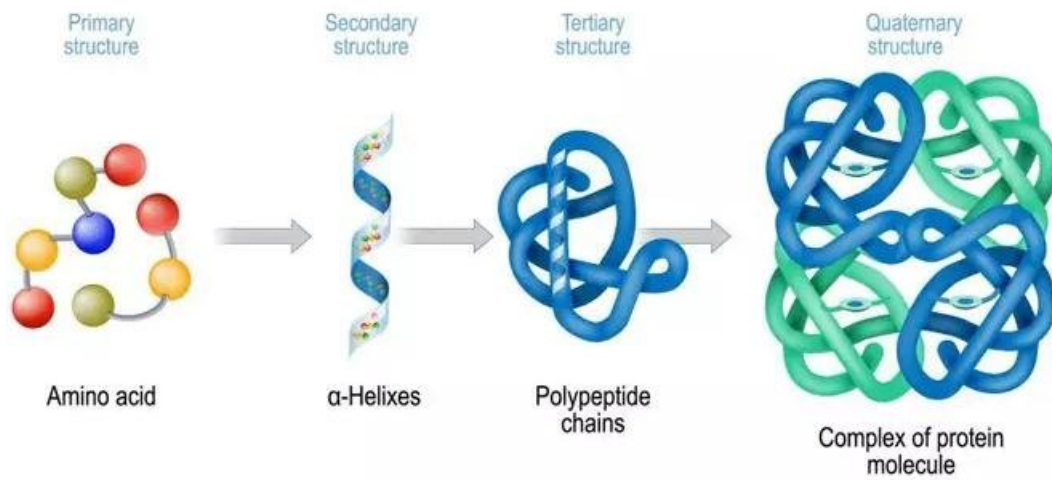 Primary
structure
Secondary
structure
Tertiary
structure
Quaternary
structure
Amino acid
α-Helixes
Polypeptide
chains
Complex of protein
molecule